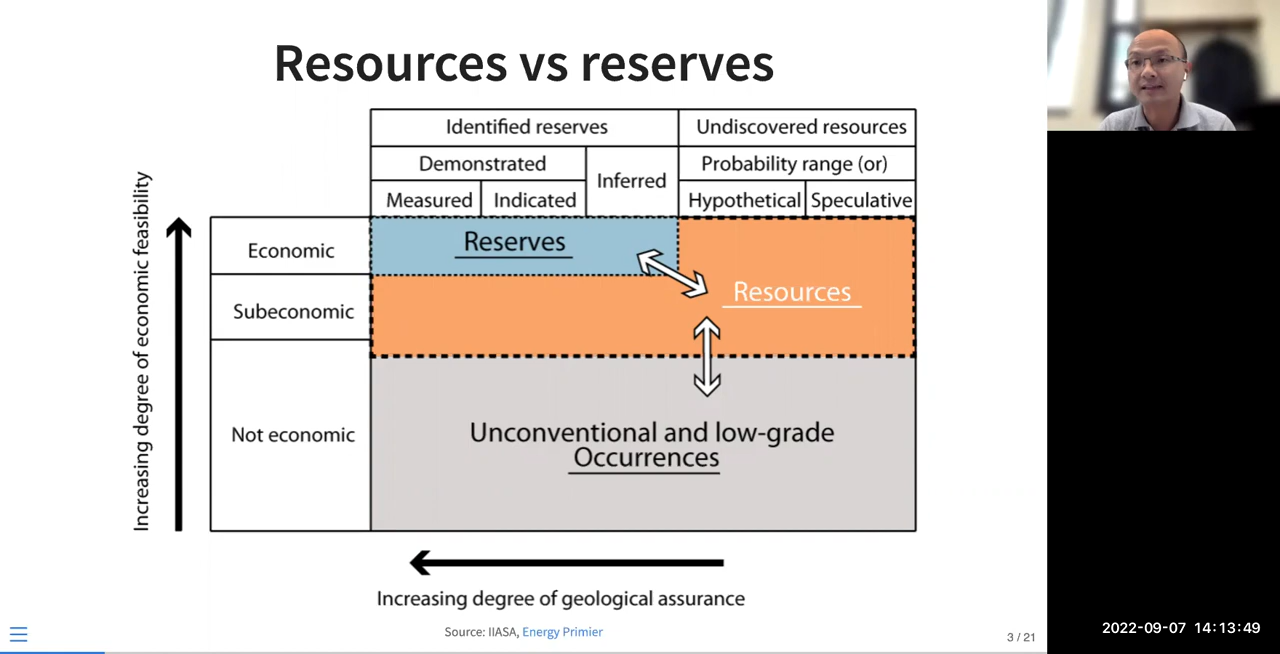 Resources vs reserves
Identified reserves
Undiscovered resources
Demonstrated
Inferred
Probability range (or)
Measured
Indicated
Hypothetical
Speculative
Increasing degree of economic feasibility
Economic
Reserves
Resources
Subeconomic
Not economic
Unconventional and low-grade
Occurrences
Increasing degree of geological assurance
Source: IIASA, Energy Primier
3 / 21
2022-09-07 14:13:49